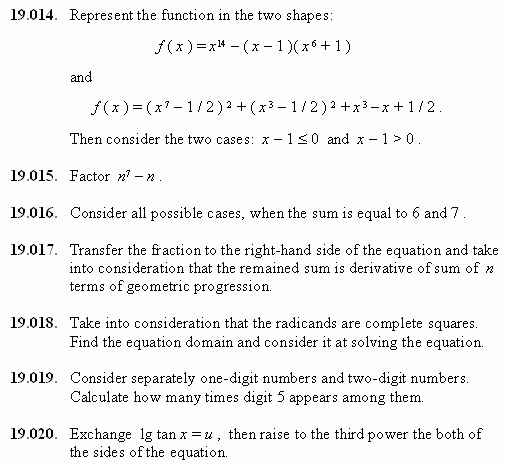 19.014. Represent the function in the two shapes:
f ( x ) = x¹⁴ – ( x – 1 )( x⁶ + 1 )
and
f ( x ) = ( x⁷ – 1 / 2 ) ² + ( x³ – 1 / 2 ) ² + x³ – x + 1 / 2 .
Then consider the two cases: x – 1 ≤ 0 and x – 1 > 0 .
19.015. Factor n⁷ – n .
19.016. Consider all possible cases, when the sum is equal to 6 and 7 .
19.017. Transfer the fraction to the right-hand side of the equation and take
into consideration that the remained sum is derivative of sum of n
terms of geometric progression.
19.018. Take into consideration that the radicands are complete squares.
Find the equation domain and consider it at solving the equation.
19.019. Consider separately one-digit numbers and two-digit numbers.
Calculate how many times digit 5 appears among them.
19.020. Exchange lg tan x = u , then raise to the third power the both of
the sides of the equation.